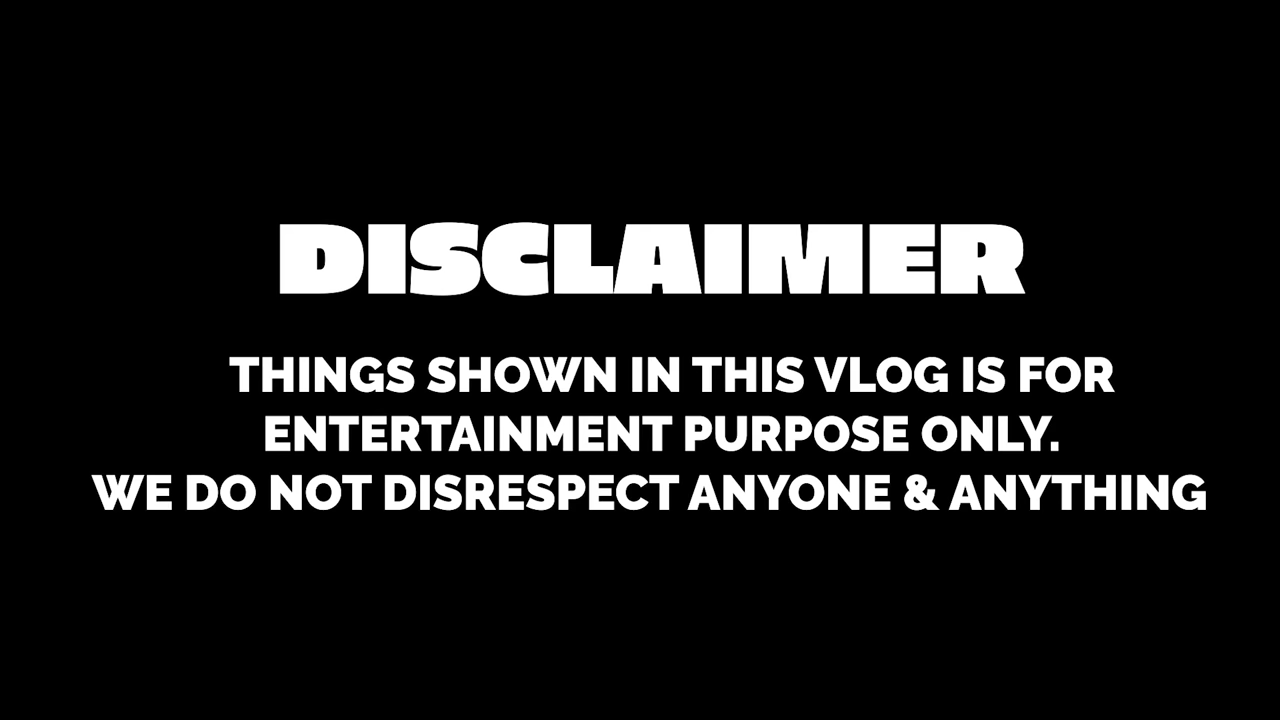 DISCLAIMER
THINGS SHOWN IN THIS VLOG IS FOR
ENTERTAINMENT PURPOSE ONLY.
WE DO NOT DISRESPECT ANYONE & ANYTHING